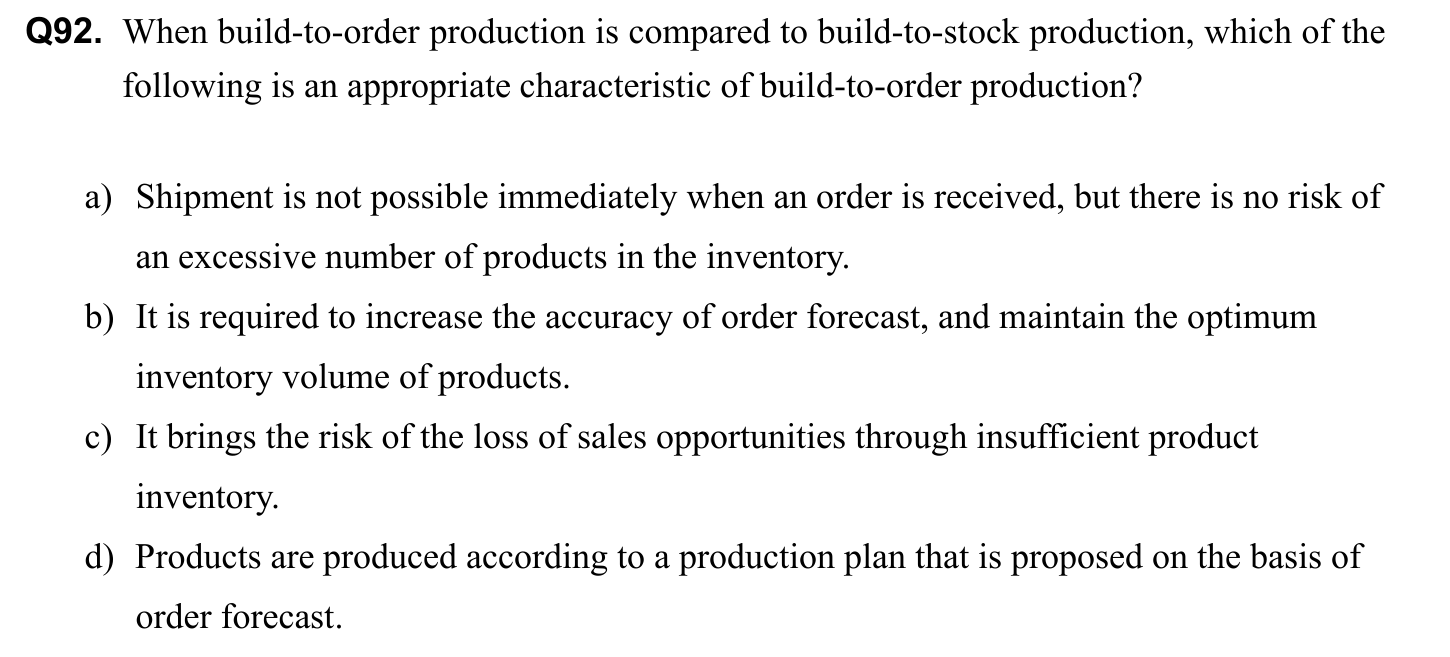 Q92. When build-to-order production is compared to build-to-stock production, which of the
following is an appropriate characteristic of build-to-order production?
a) Shipment is not possible immediately when an order is received, but there is no risk of
an excessive number of products in the inventory.
b) It is required to increase the accuracy of order forecast, and maintain the optimum
inventory volume of products.
c) It brings the risk of the loss of sales opportunities through insufficient product
inventory.
d) Products are produced according to a production plan that is proposed on the basis of
order forecast.